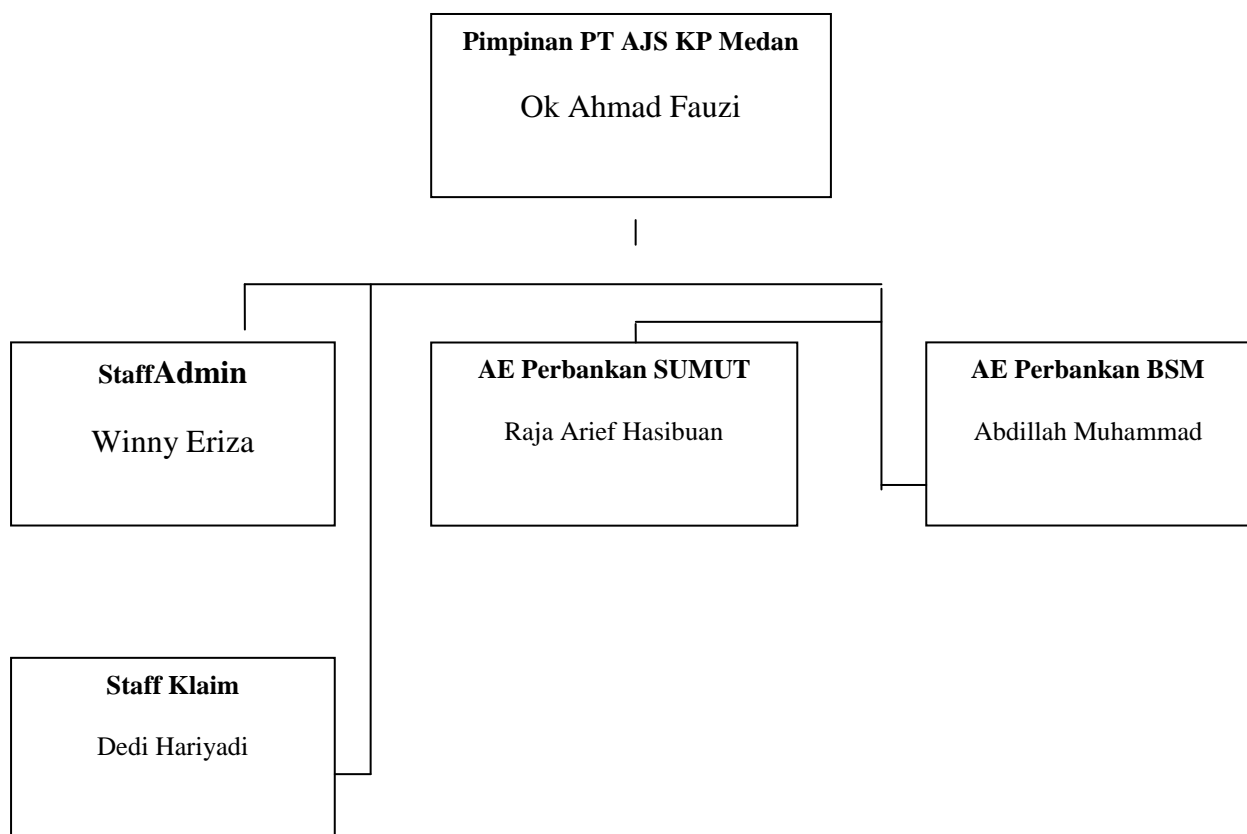 Pimpinan PT AJS KP Medan
Ok Ahmad Fauzi
StaffAdmin
Winny Eriza
AE Perbankan SUMUT
Raja Arief Hasibuan
AE Perbankan BSM
Abdillah Muhammad
Staff Klaim
Dedi Hariyadi